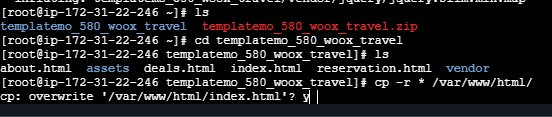 [root@ip-172-31-22-246 ~]# ls
templatemo_580_woox_travel  templatemo_580_woox_travel.zip
[root@ip-172-31-22-246 ~]# cd templatemo_580_woox_travel
[root@ip-172-31-22-246 templatemo_580_woox_travel]# ls
about.html  assets  deals.html  index.html  reservation.html  vendor
[root@ip-172-31-22-246 templatemo_580_woox_travel]# cp -r * /var/www/html/
cp: overwrite '/var/www/html/index.html'? y